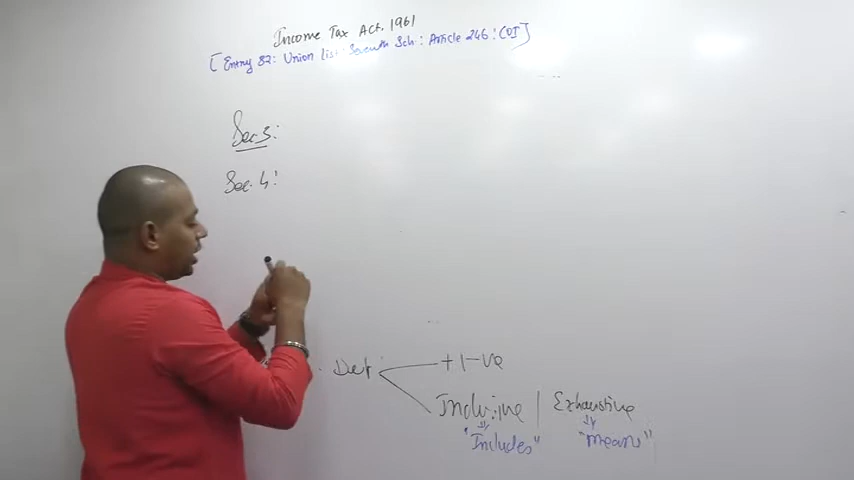 Income Tax Act, 1961
[Entry 82: Union List: Seventh Sch: Article 246: COI]
Sec 3:
Sec. 4:
Def. + | -ve
Inclusive | Exhaustive
"Includes" "means"